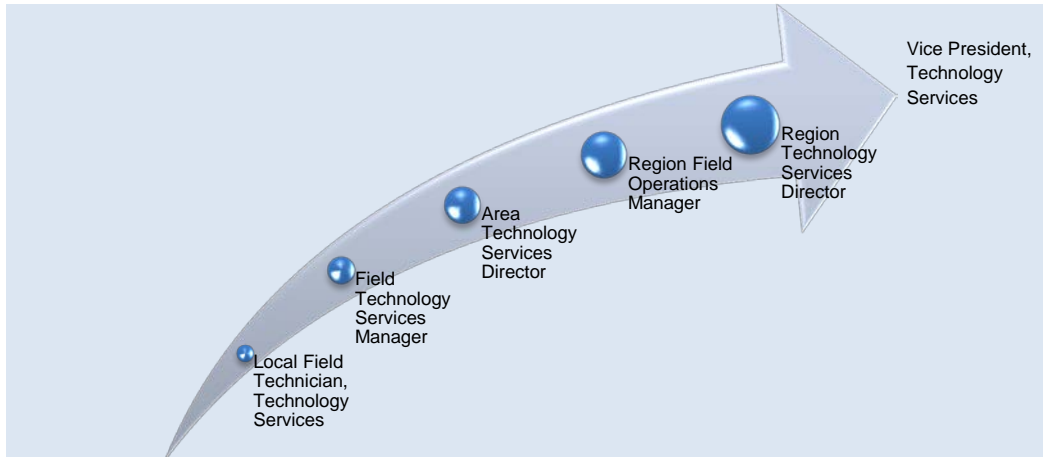 Vice President,
Technology
Services
Region
Technology
Services
Director
Region Field
Operations
Manager
Area
Technology
Services
Director
Field
Technology
Services
Manager
Local Field
Technician,
Technology
Services